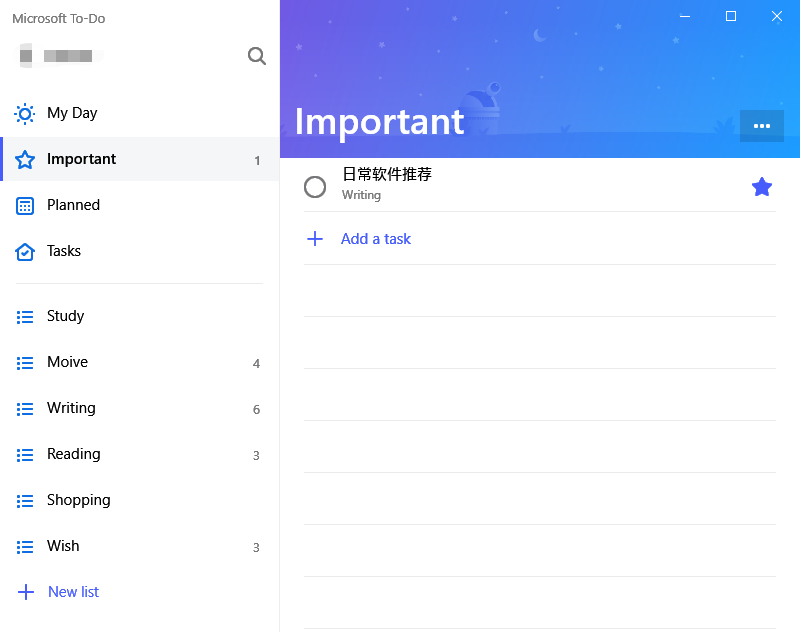 Microsoft To-Do
My Day
Important
1
Planned
Tasks
Study
Moive
4
Writing
6
Reading
3
Shopping
Wish
3
New list
Important
日常软件推荐
Writing
Add a task